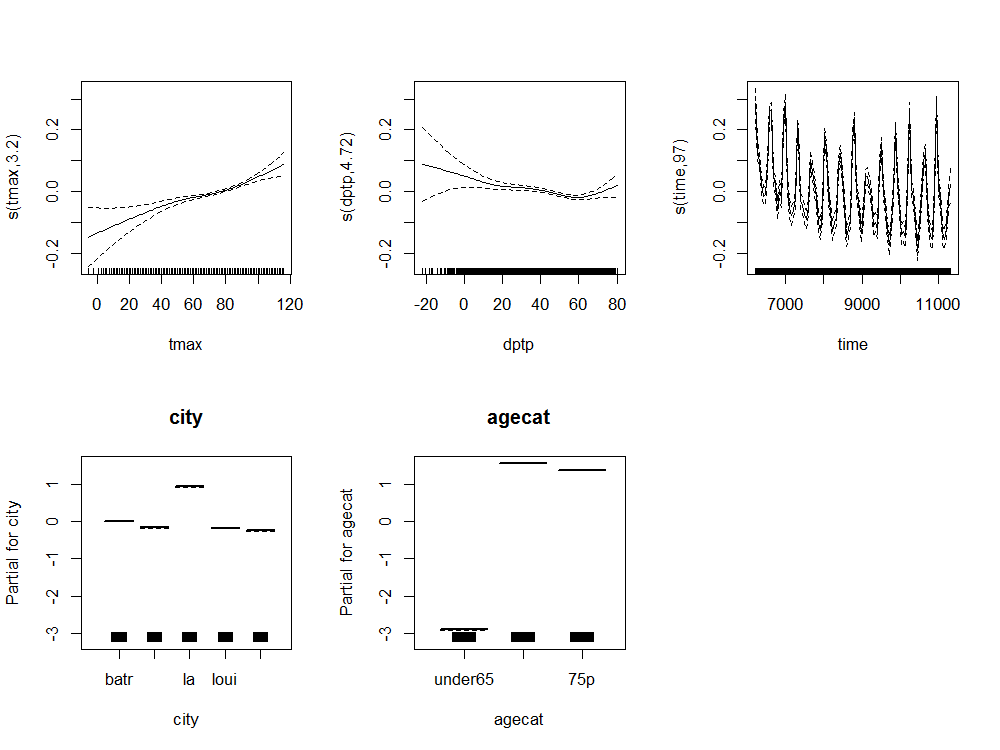 s(tmax,3.2)
-0.2 0.0 0.2
0 20 40 60 80 120
tmax
s(dptp,4.72)
-0.2 0.0 0.2
-20 0 20 40 60 80
dptp
s(time,97)
-0.2 0.0 0.2
7000 9000 11000
time
city
Partial for city
-3 -2 -1 0 1
batr la loui
city
agecat
Partial for agecat
-3 -2 -1 0 1
under65 75p
agecat